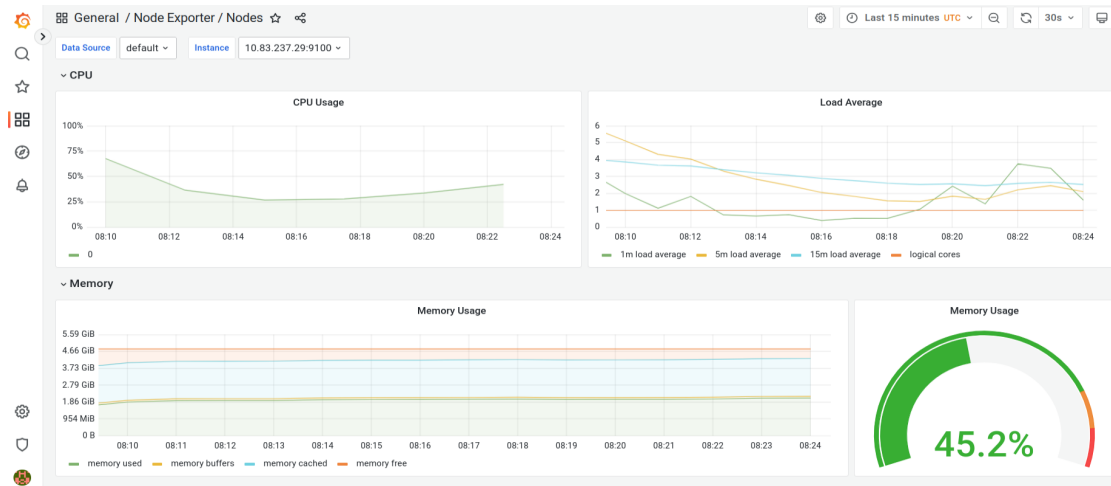 General / Node Exporter / Nodes
Last 15 minutes UTC
30s
Data Source default Instance 10.83.237.29:9100
CPU
CPU Usage
100%
75%
50%
25%
0%
08:10 08:12 08:14 08:16 08:18 08:20 08:22 08:24
0
Load Average
6
5
4
3
2
1
0
08:10 08:12 08:14 08:16 08:18 08:20 08:22 08:24
1m load average 5m load average 15m load average logical cores
Memory
Memory Usage
5.59 GiB
4.66 GiB
3.73 GiB
2.79 GiB
1.86 GiB
954 MiB
0 B
08:10 08:11 08:12 08:13 08:14 08:15 08:16 08:17 08:18 08:19 08:20 08:21 08:22 08:23 08:24
memory used memory buffers memory cached memory free
Memory Usage
45.2%